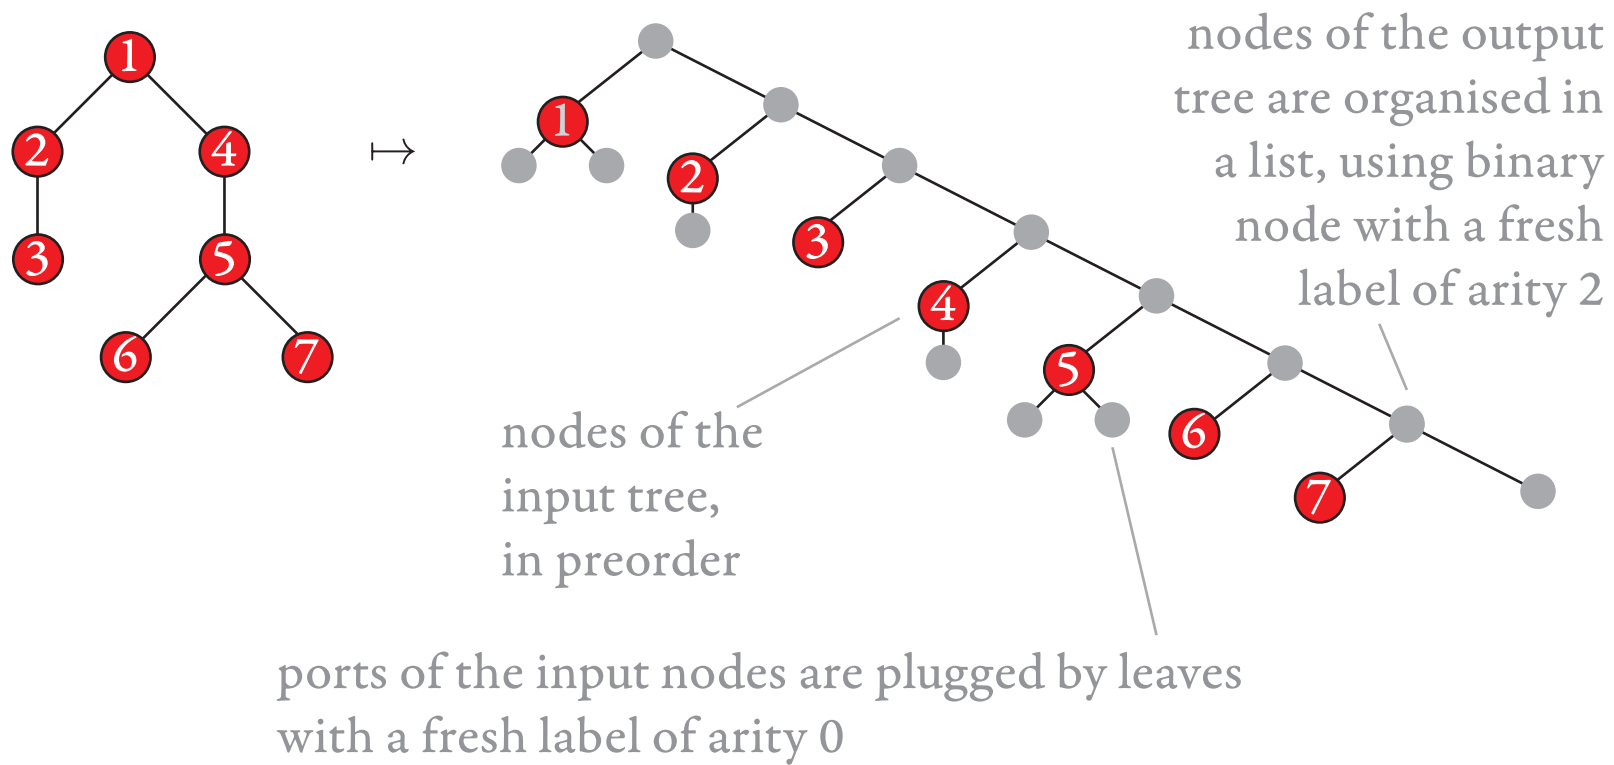 1
2
4
3
5
6
7
↦
1
2
3
4
5
6
7
nodes of the output
tree are organised in
a list, using binary
node with a fresh
label of arity 2
nodes of the
input tree,
in preorder
ports of the input nodes are plugged by leaves
with a fresh label of arity 0